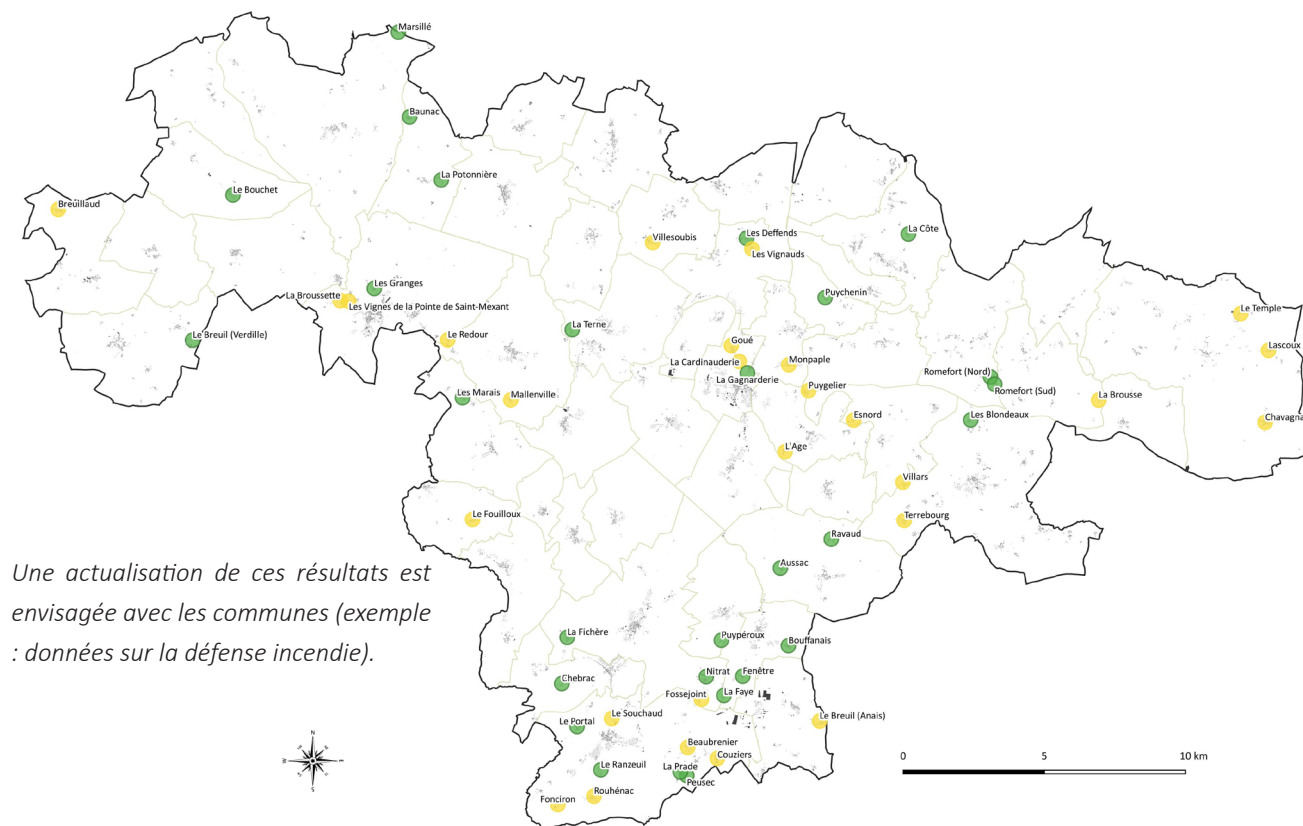 Marsillé
Baunac
La Potonnière
Le Bouchet
Breuillaud
La Côte
Les Deffends
Villesoubis
Les Vignauds
Les Granges
Puychenin
La Broussette
Les Vignes de la Pointe de Saint-Mexant
Le Temple
La Terne
Le Breuil (Verdille)
Le Redour
Goué
Lascoux
La Cardinauderie
Monpaple
Romefort (Nord)
La Gagnarderie
Puygelier
Romefort (Sud)
Les Marais
Mallenville
La Brousse
Esnord
Les Blondeaux
Chavagna
L'Age
Villars
Le Fouilloux
Terrebourg
Ravaud
Aussac
Une actualisation de ces résultats est
envisagée avec les communes (exemple
: données sur la défense incendie).
La Fichère
Puypéroux
Bouffanais
Chebrac
Nitrat
Fenêtre
Fossejoint
La Faye
Le Souchaud
Le Portal
Le Breuil (Anais)
Beaubrenier
Couziers
Le Ranzeuil
La Prade
Peusec
Rouhénac
Fonciron
N
E
S
0
5
10 km